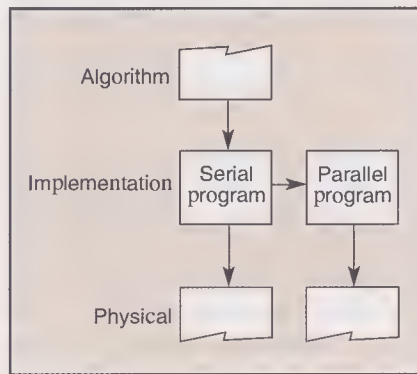 Algorithm
Implementation
Serial
program
Parallel
program
Physical